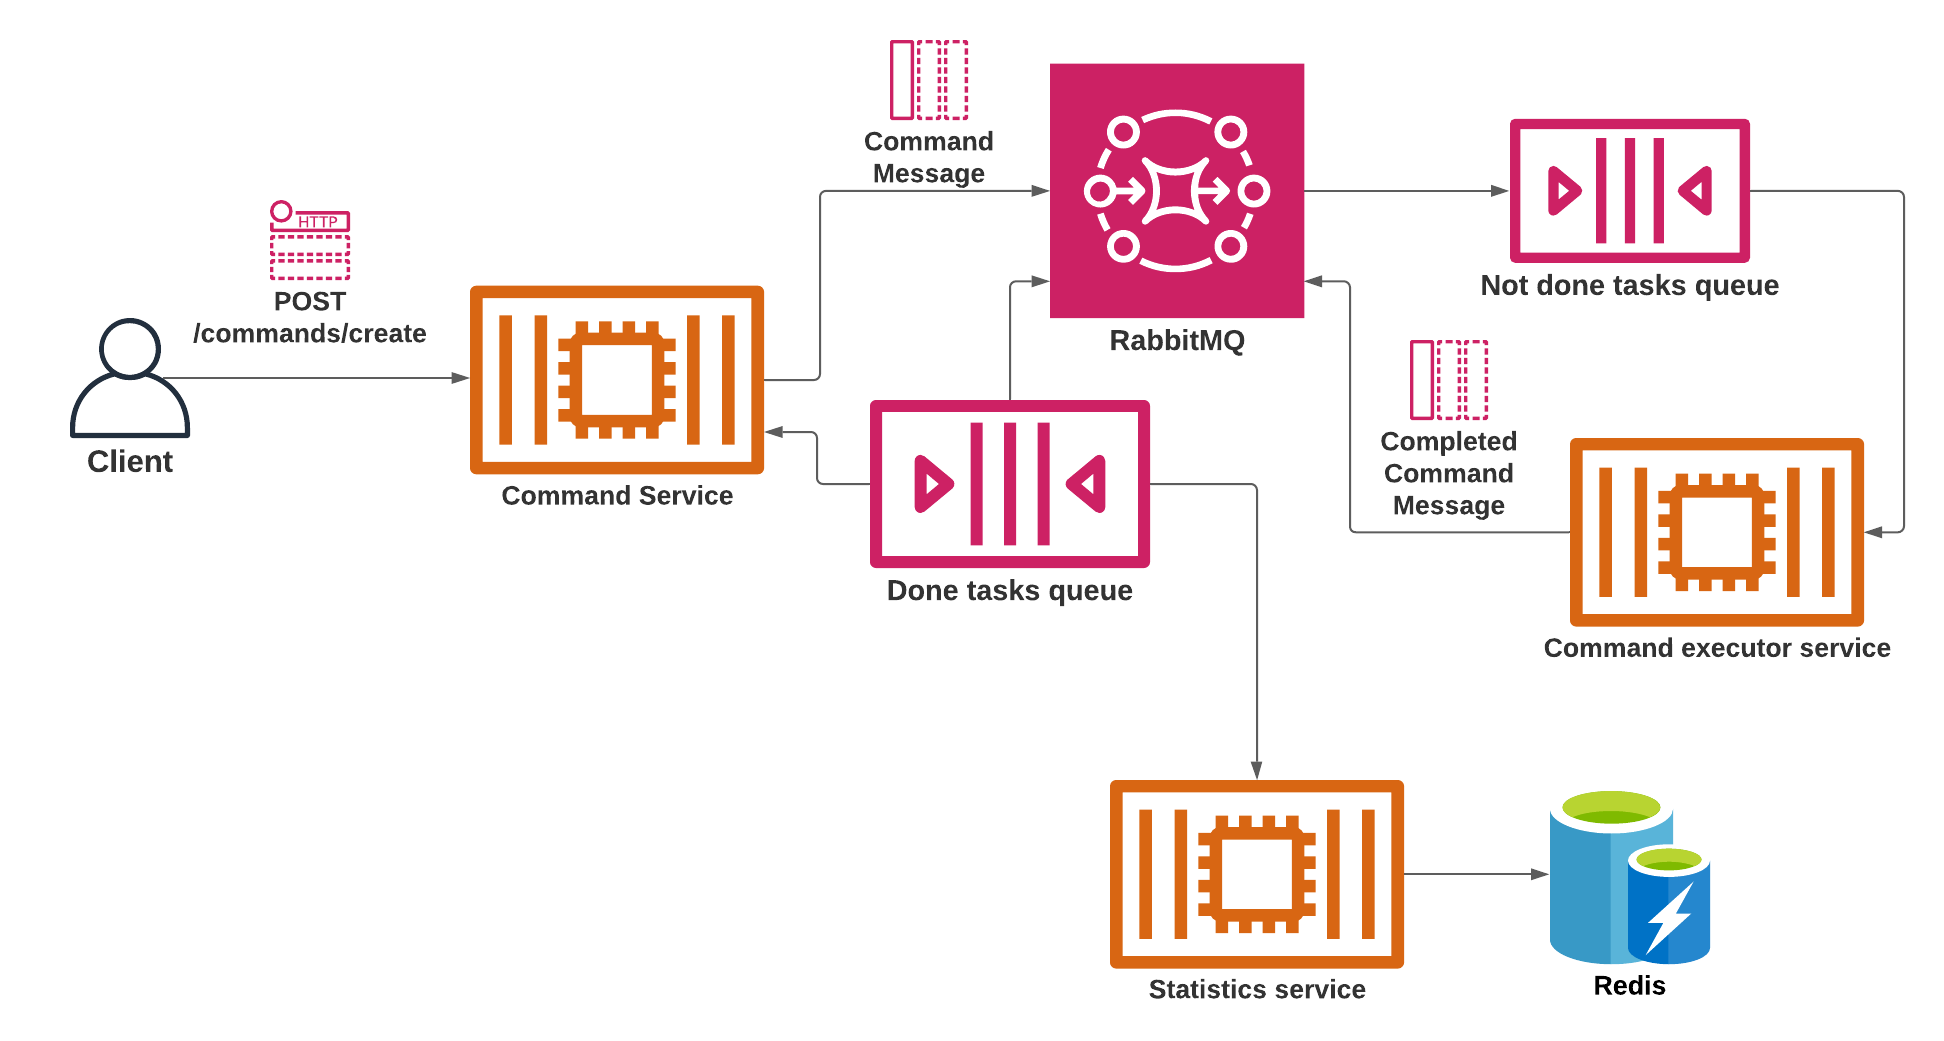 Command
Message
HTTP
POST
/commands/create
Client
Command Service
RabbitMQ
Not done tasks queue
Completed
Command
Message
Done tasks queue
Command executor service
Statistics service
Redis